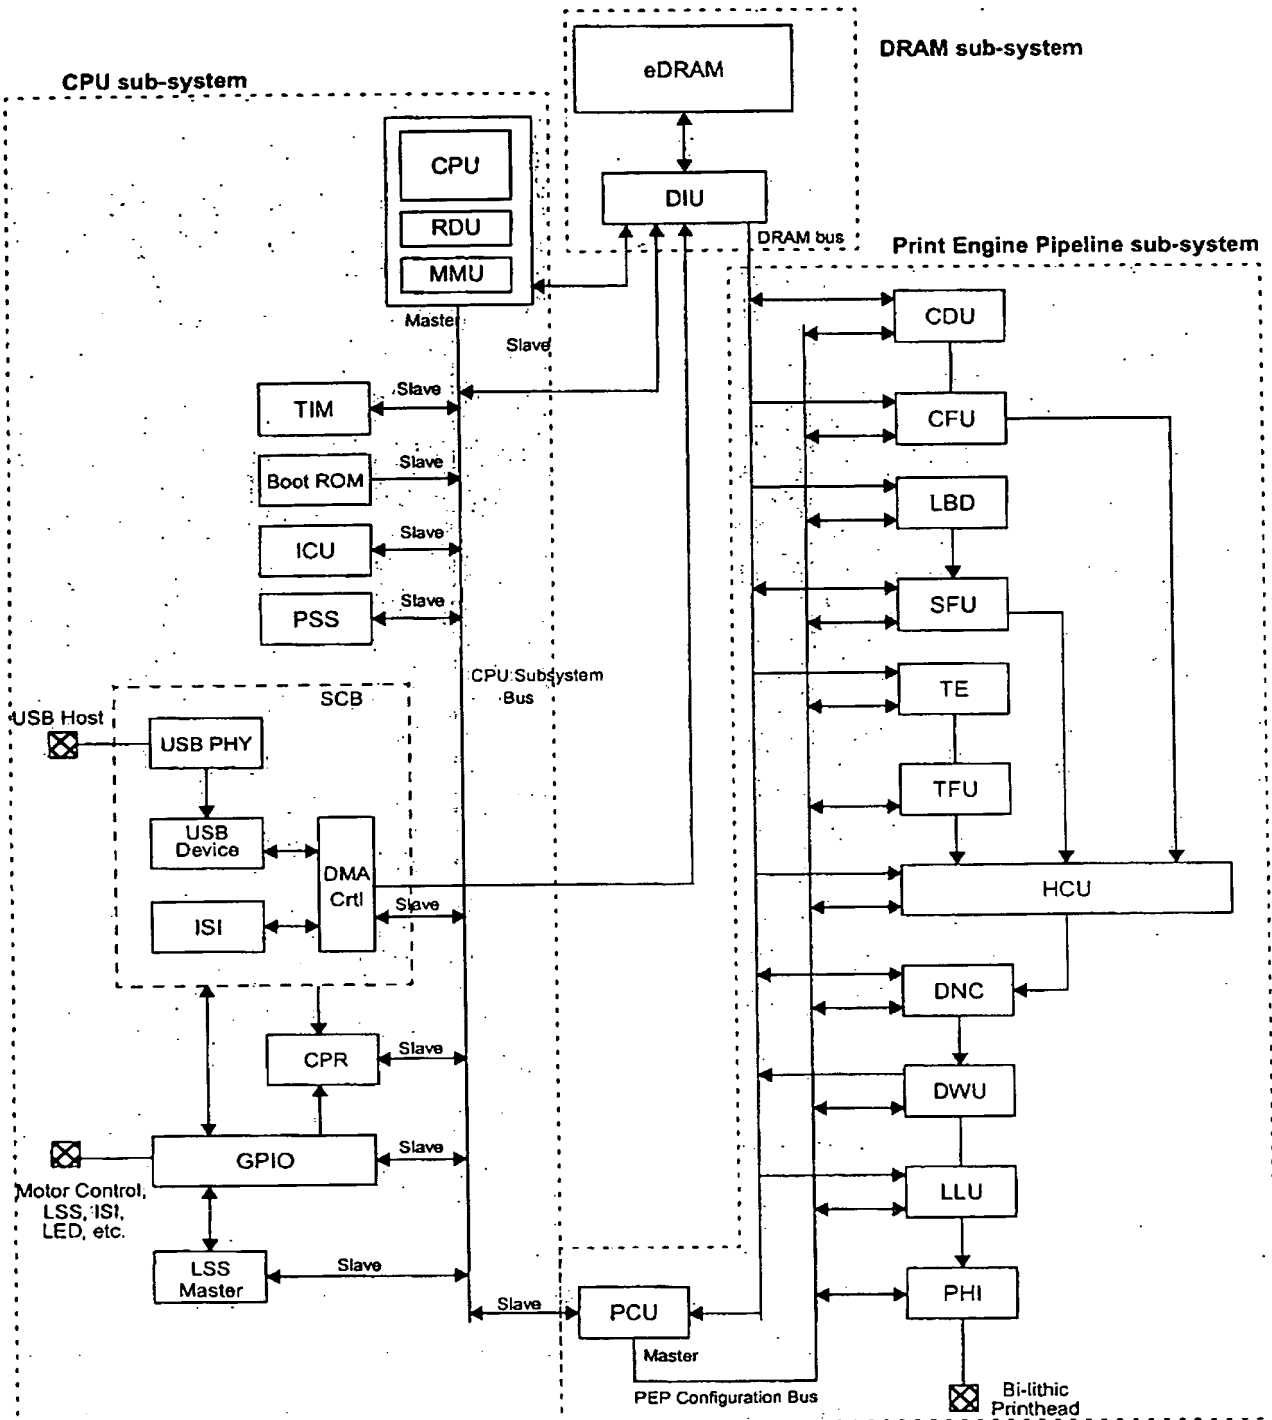 DRAM sub-system
CPU sub-system
eDRAM
CPU
RDU
MMU
DIU
DRAM bus
Print Engine Pipeline sub-system
Master
Slave
CDU
TIM
Slave
CFU
Boot ROM
Slave
LBD
ICU
Slave
PSS
Slave
SFU
CPU Subsystem
Bus
TE
SCB
USB Host
USB PHY
TFU
USB
Device
DMA
Crtl
Slave
HCU
ISI
DNC
CPR
Slave
DWU
GPIO
Slave
Motor Control,
LSS, ISI,
LED, etc.
LLU
LSS
Master
Slave
PHI
Slave
PCU
Master
PEP Configuration Bus
Bi-lithic
Printhead